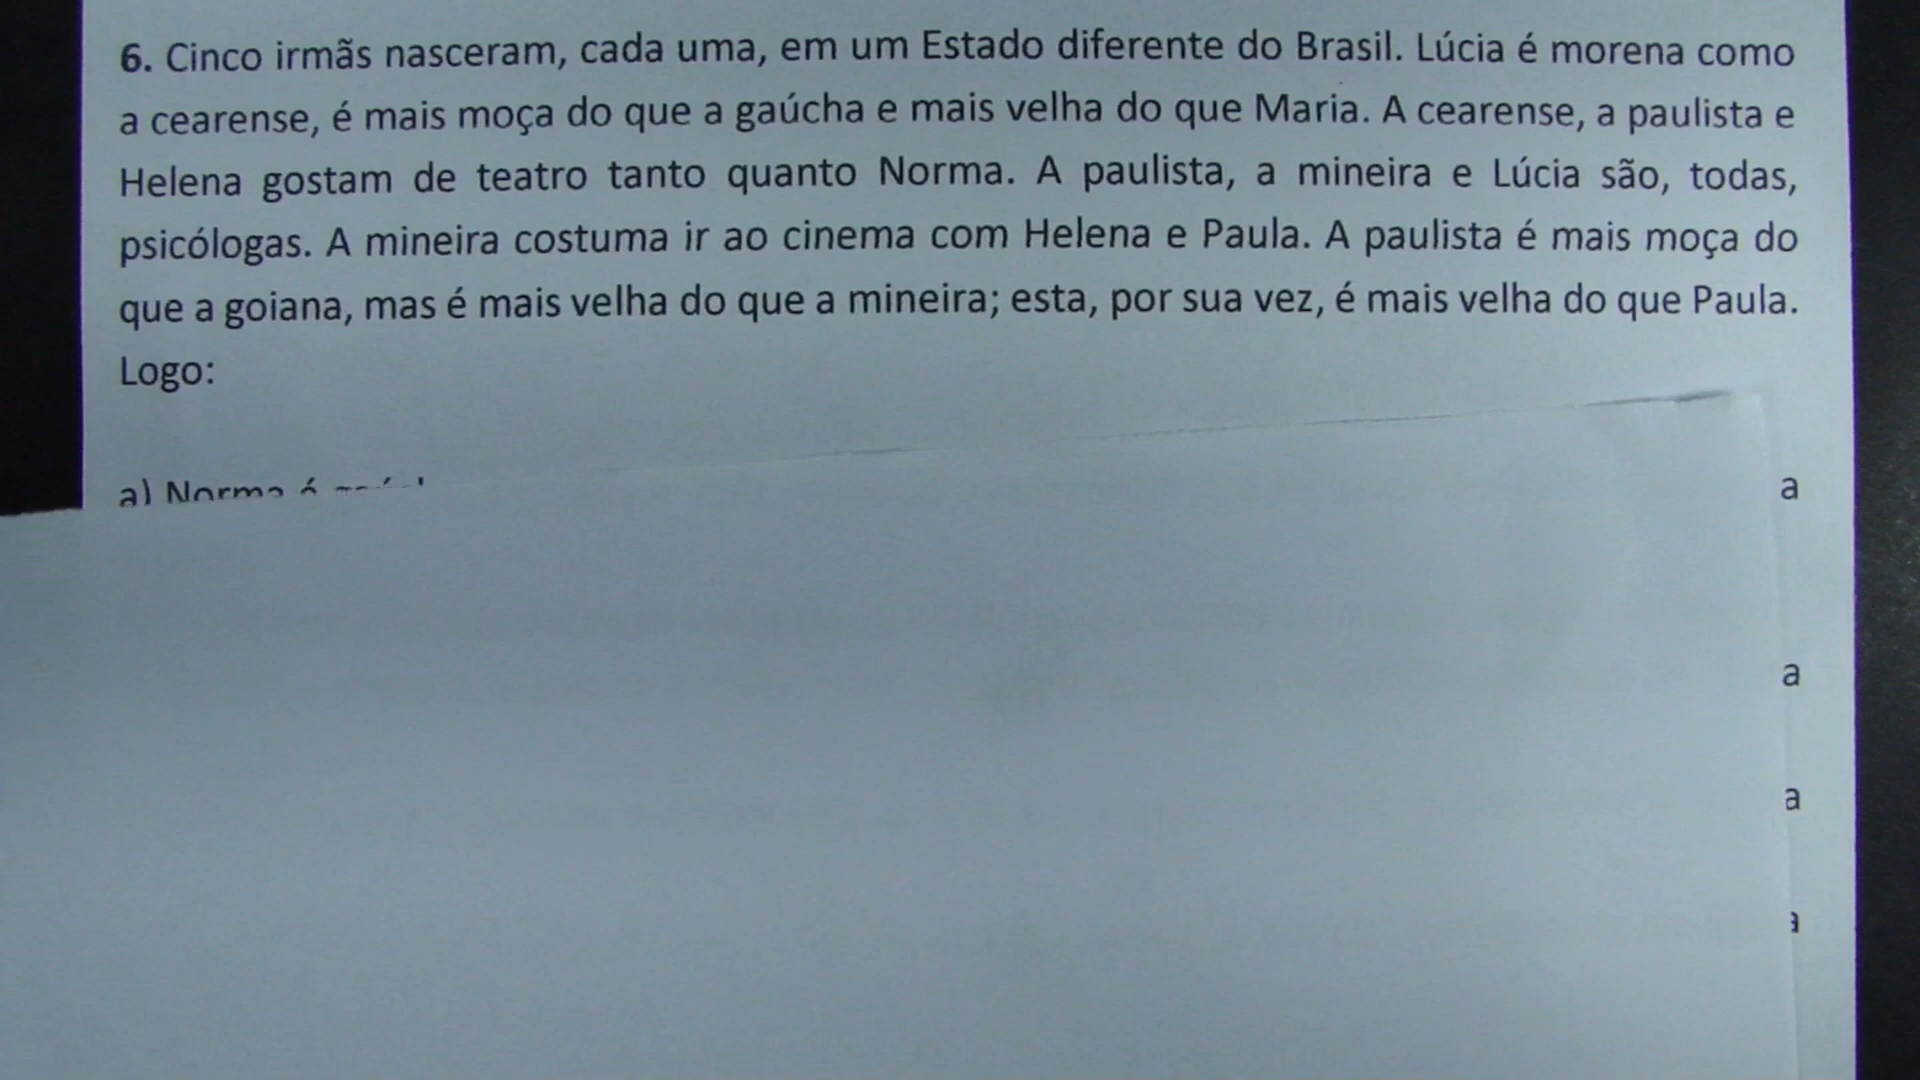 6. Cinco irmãs nasceram, cada uma, em um Estado diferente do Brasil. Lúcia é morena como
a cearense, é mais moça do que a gaúcha e mais velha do que Maria. A cearense, a paulista e
Helena gostam de teatro tanto quanto Norma. A paulista, a mineira e Lúcia são, todas,
psicólogas. A mineira costuma ir ao cinema com Helena e Paula. A paulista é mais moça do
que a goiana, mas é mais velha do que a mineira; esta, por sua vez, é mais velha do que Paula.
Logo:
a) Norma é a
a
a
a